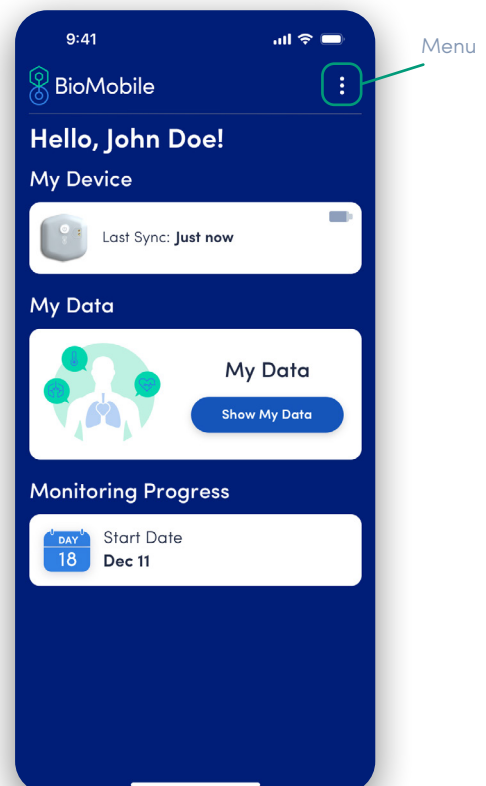 9:41
Menu
BioMobile
Hello, John Doe!
My Device
Last Sync: Just now
My Data
My Data
Show My Data
Monitoring Progress
DAY
18
Start Date
Dec 11